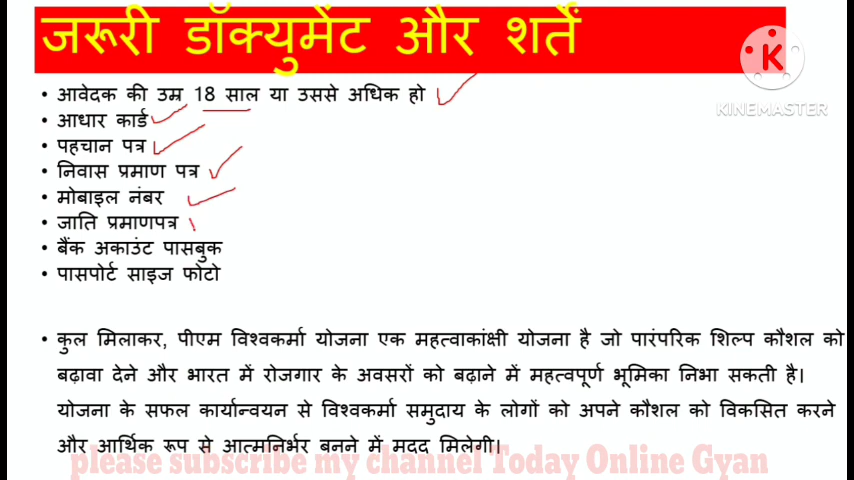 जरूरी डॉक्युमेंट और शर्ते
KINEMASTER
• आवेदक की उम्र 18 साल या उससे अधिक हो
• आधार कार्ड
• पहचान पत्र
• निवास प्रमाण पत्र
• मोबाइल नंबर
• जाति प्रमाणपत्र
• बैंक अकाउंट पासबुक
• पासपोर्ट साइज फोटो
• कुल मिलाकर, पीएम विश्वकर्मा योजना एक महत्वाकांक्षी योजना है जो पारंपरिक शिल्प कौशल को
बढ़ावा देने और भारत में रोजगार के अवसरों को बढ़ाने में महत्वपूर्ण भूमिका निभा सकती है।
योजना के सफल कार्यान्वयन से विश्वकर्मा समुदाय के लोगों को अपने कौशल को विकसित करने
और आर्थिक रूप से आत्मनिर्भर बनने में मदद मिलेगी।
please subscribe my channel Today Online Gyan